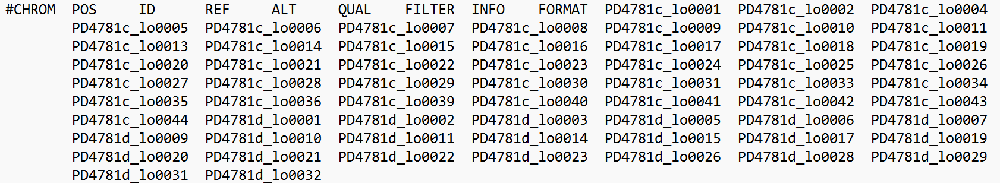 #CHROM POS ID REF ALT QUAL FILTER INFO FORMAT PD4781c_lo0001 PD4781c_lo0002 PD4781c_lo0004
PD4781c_lo0005 PD4781c_lo0006 PD4781c_lo0007 PD4781c_lo0008 PD4781c_lo0009 PD4781c_lo0010 PD4781c_lo0011
PD4781c_lo0013 PD4781c_lo0014 PD4781c_lo0015 PD4781c_lo0016 PD4781c_lo0017 PD4781c_lo0018 PD4781c_lo0019
PD4781c_lo0020 PD4781c_lo0021 PD4781c_lo0022 PD4781c_lo0023 PD4781c_lo0024 PD4781c_lo0025 PD4781c_lo0026
PD4781c_lo0027 PD4781c_lo0028 PD4781c_lo0029 PD4781c_lo0030 PD4781c_lo0031 PD4781c_lo0033 PD4781c_lo0034
PD4781c_lo0035 PD4781c_lo0036 PD4781c_lo0039 PD4781c_lo0040 PD4781c_lo0041 PD4781c_lo0042 PD4781c_lo0043
PD4781c_lo0044 PD4781d_lo0001 PD4781d_lo0002 PD4781d_lo0003 PD4781d_lo0005 PD4781d_lo0006 PD4781d_lo0007
PD4781d_lo0009 PD4781d_lo0010 PD4781d_lo0011 PD4781d_lo0014 PD4781d_lo0015 PD4781d_lo0017 PD4781d_lo0019
PD4781d_lo0020 PD4781d_lo0021 PD4781d_lo0022 PD4781d_lo0023 PD4781d_lo0026 PD4781d_lo0028 PD4781d_lo0029
PD4781d_lo0031 PD4781d_lo0032